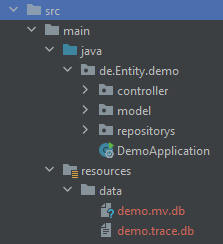 src
main
java
de.Entity.demo
controller
model
repositorys
DemoApplication
resources
data
demo.mv.db
demo.trace.db